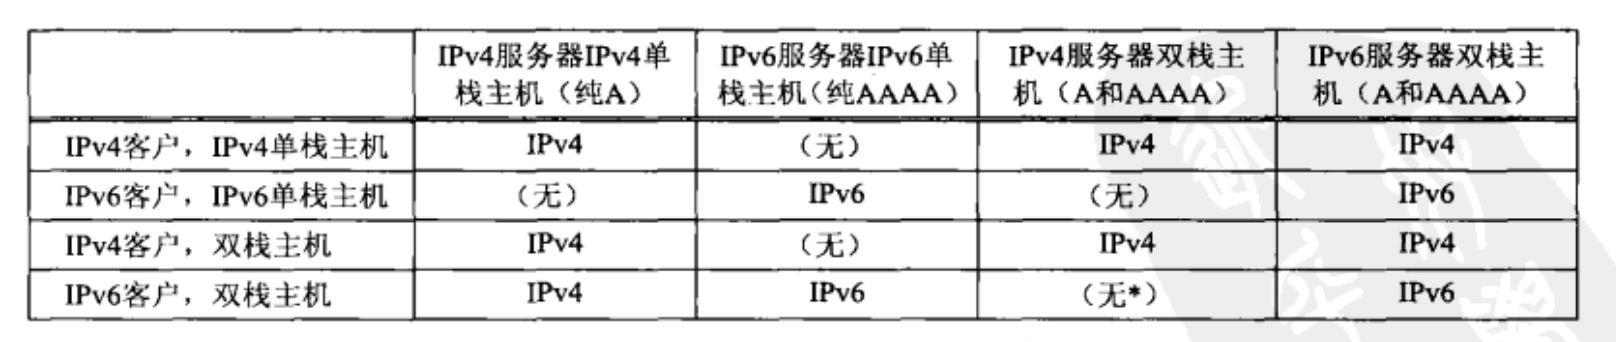 IPv4服务器IPv4单栈主机（纯A） IPv6服务器IPv6单栈主机（纯AAAA） IPv4服务器双栈主机（A和AAAA） IPv6服务器双栈主机（A和AAAA）
IPv4客户，IPv4单栈主机 IPv4 （无） IPv4 IPv4
IPv6客户，IPv6单栈主机 （无） IPv6 （无） IPv6
IPv4客户，双栈主机 IPv4 （无） IPv4 IPv4
IPv6客户，双栈主机 IPv4 IPv6 （无*） IPv6